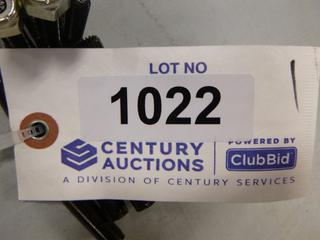 LOT NO
1022
CENTURY
AUCTIONS
POWERED BY
ClubBid
A DIVISION OF CENTURY SERVICES